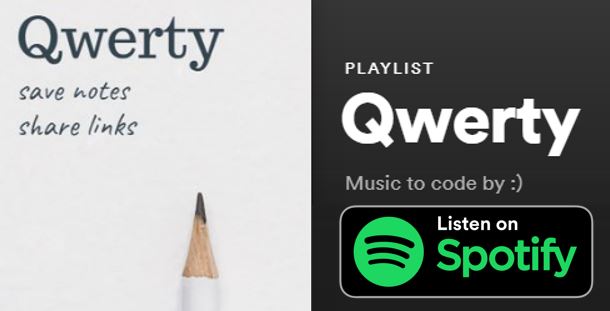 Qwerty
save notes
share links
PLAYLIST
Qwerty
Music to code by :)
Listen on
Spotify